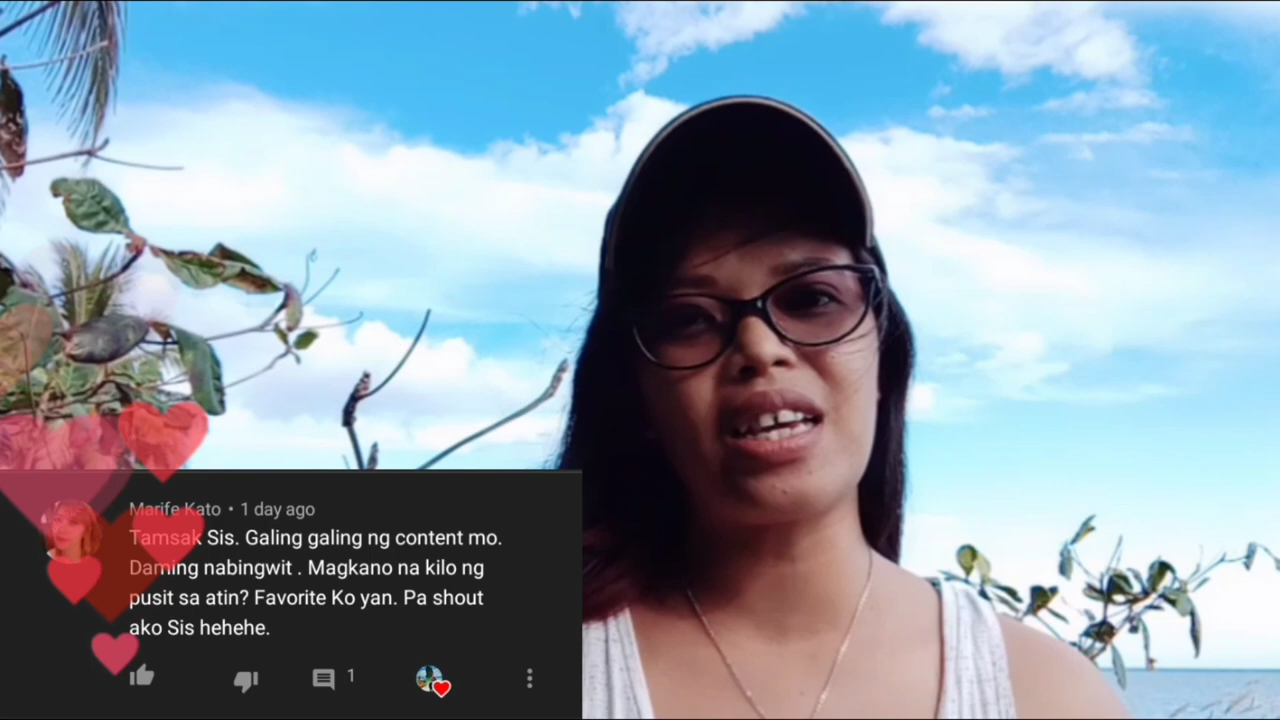 Marife Kato • 1 day ago
Tamsak Sis. Galing galing ng content mo.
Daming nabingwit . Magkano na kilo ng
pusit sa atin? Favorite Ko yan. Pa shout
ako Sis hehehe.
1